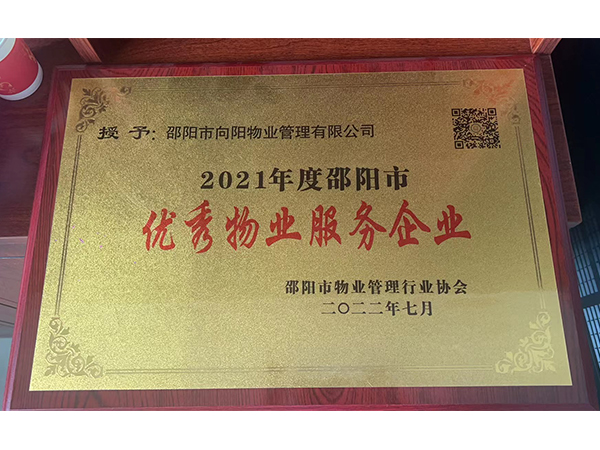 授 予：邵阳市向阳物业管理有限公司
2021年度邵阳市
优秀物业服务企业
邵阳市物业管理行业协会
二〇二二年七月